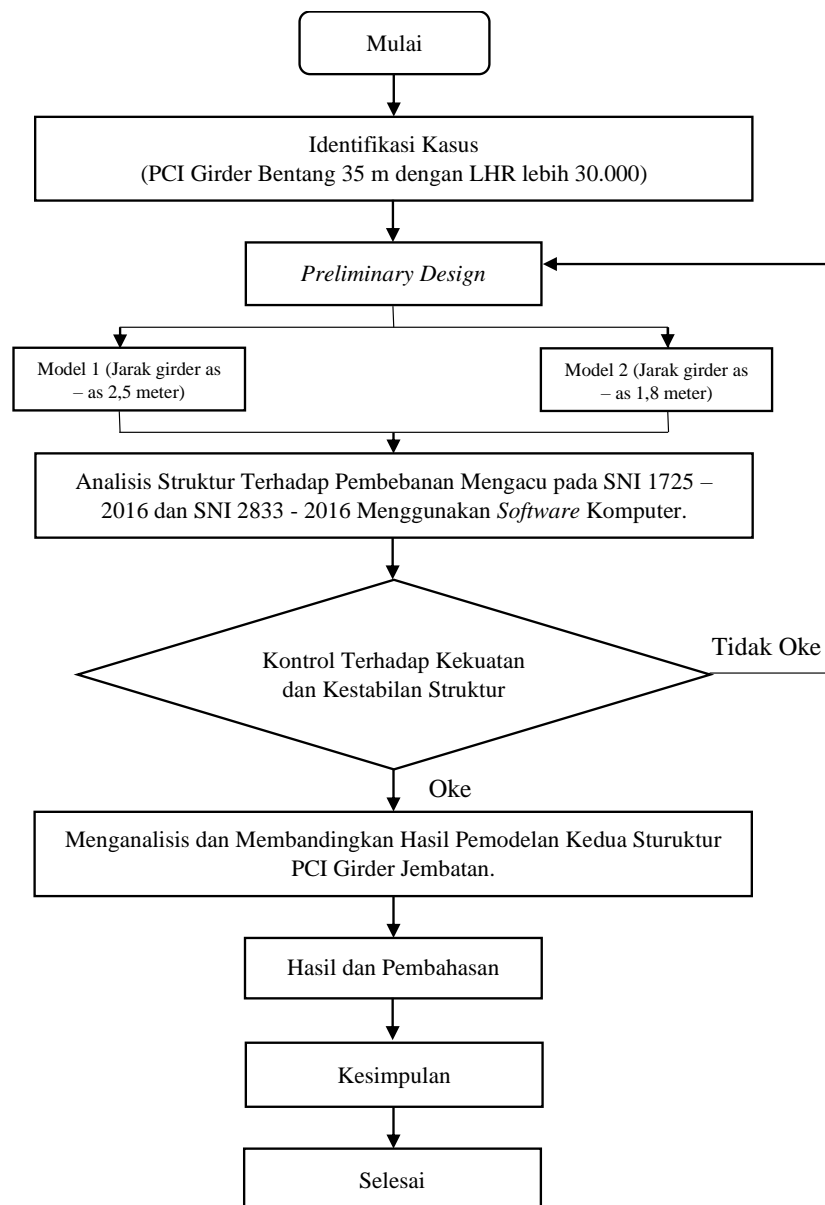 Mulai
Identifikasi Kasus
(PCI Girder Bentang 35 m dengan LHR lebih 30.000)
Preliminary Design
Model 1 (Jarak girder as
– as 2,5 meter)
Model 2 (Jarak girder as
– as 1,8 meter)
Analisis Struktur Terhadap Pembebanan Mengacu pada SNI 1725 –
2016 dan SNI 2833 - 2016 Menggunakan Software Komputer.
Kontrol Terhadap Kekuatan
dan Kestabilan Struktur
Tidak Oke
Oke
Menganalisis dan Membandingkan Hasil Pemodelan Kedua Sturuktur
PCI Girder Jembatan.
Hasil dan Pembahasan
Kesimpulan
Selesai